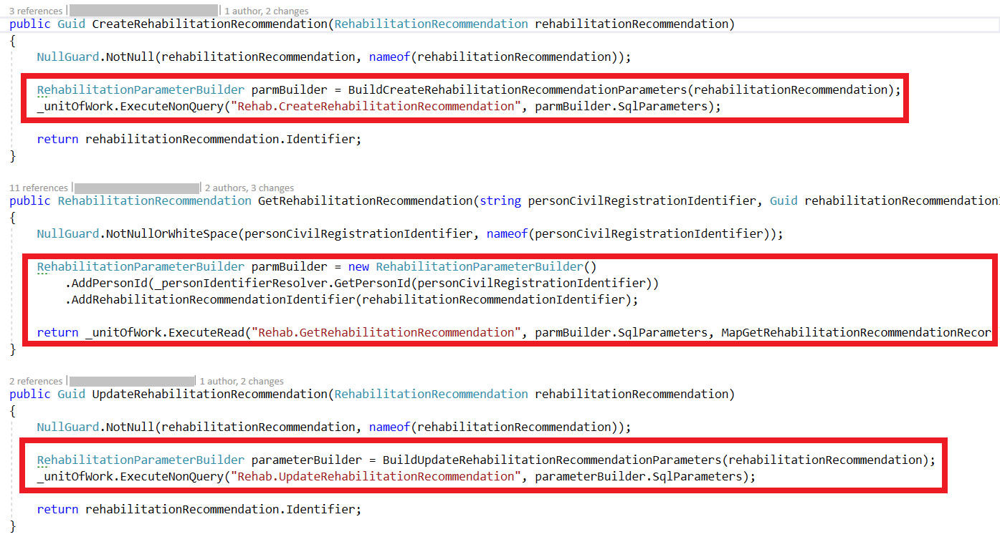 3 references | | 1 author, 2 changes
public Guid CreateRehabilitationRecommendation(RehabilitationRecommendation rehabilitationRecommendation)
{
NullGuard.NotNull(rehabilitationRecommendation, nameof(rehabilitationRecommendation));
RehabilitationParameterBuilder parmBuilder = BuildCreateRehabilitationRecommendationParameters(rehabilitationRecommendation);
_unitOfWork.ExecuteNonQuery("Rehab.CreateRehabilitationRecommendation", parmBuilder.SqlParameters);
return rehabilitationRecommendation.Identifier;
}
11 references | | 2 authors, 3 changes
public RehabilitationRecommendation GetRehabilitationRecommendation(string personCivilRegistrationIdentifier, Guid rehabilitationRecommendationI
{
NullGuard.NotNullOrWhiteSpace(personCivilRegistrationIdentifier, nameof(personCivilRegistrationIdentifier));
RehabilitationParameterBuilder parmBuilder = new RehabilitationParameterBuilder()
.AddPersonId(_personIdentifierResolver.GetPersonId(personCivilRegistrationIdentifier))
.AddRehabilitationRecommendationIdentifier(rehabilitationRecommendationIdentifier);
return _unitOfWork.ExecuteRead("Rehab.GetRehabilitationRecommendation", parmBuilder.SqlParameters, MapGetRehabilitationRecommendationRecor
}
2 references | | 1 author, 2 changes
public Guid UpdateRehabilitationRecommendation(RehabilitationRecommendation rehabilitationRecommendation)
{
NullGuard.NotNull(rehabilitationRecommendation, nameof(rehabilitationRecommendation));
RehabilitationParameterBuilder parameterBuilder = BuildUpdateRehabilitationRecommendationParameters(rehabilitationRecommendation);
_unitOfWork.ExecuteNonQuery("Rehab.UpdateRehabilitationRecommendation", parameterBuilder.SqlParameters);
return rehabilitationRecommendation.Identifier;
}